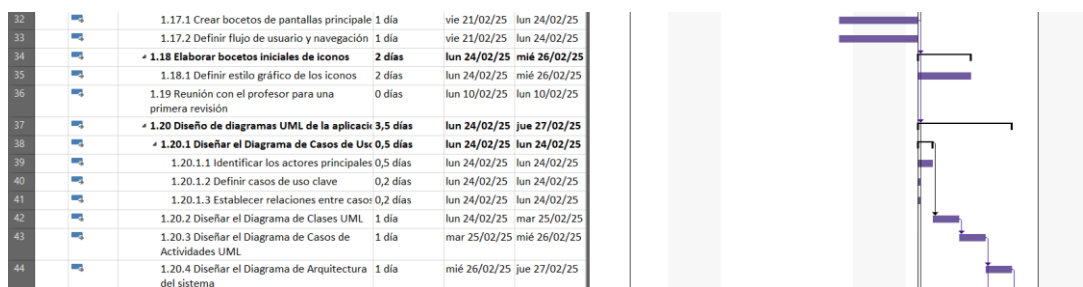 32 1.17.1 Crear bocetos de pantallas principale 1 día vie 21/02/25 lun 24/02/25
33 1.17.2 Definir flujo de usuario y navegación 1 día vie 21/02/25 lun 24/02/25
34 1.18 Elaborar bocetos iniciales de iconos 2 días lun 24/02/25 mié 26/02/25
35 1.18.1 Definir estilo gráfico de los iconos 2 días lun 24/02/25 mié 26/02/25
36 1.19 Reunión con el profesor para una 0 días lun 10/02/25 lun 10/02/25
primera revisión
37 1.20 Diseño de diagramas UML de la aplicació 3,5 días lun 24/02/25 jue 27/02/25
38 1.20.1 Diseñar el Diagrama de Casos de Uso 0,5 días lun 24/02/25 lun 24/02/25
39 1.20.1.1 Identificar los actores principales 0,5 días lun 24/02/25 lun 24/02/25
40 1.20.1.2 Definir casos de uso clave 0,2 días lun 24/02/25 lun 24/02/25
41 1.20.1.3 Establecer relaciones entre casos 0,2 días lun 24/02/25 lun 24/02/25
42 1.20.2 Diseñar el Diagrama de Clases UML 1 día lun 24/02/25 mar 25/02/25
43 1.20.3 Diseñar el Diagrama de Casos de 1 día mar 25/02/25 mié 26/02/25
Actividades UML
44 1.20.4 Diseñar el Diagrama de Arquitectura 1 día mié 26/02/25 jue 27/02/25
del sistema